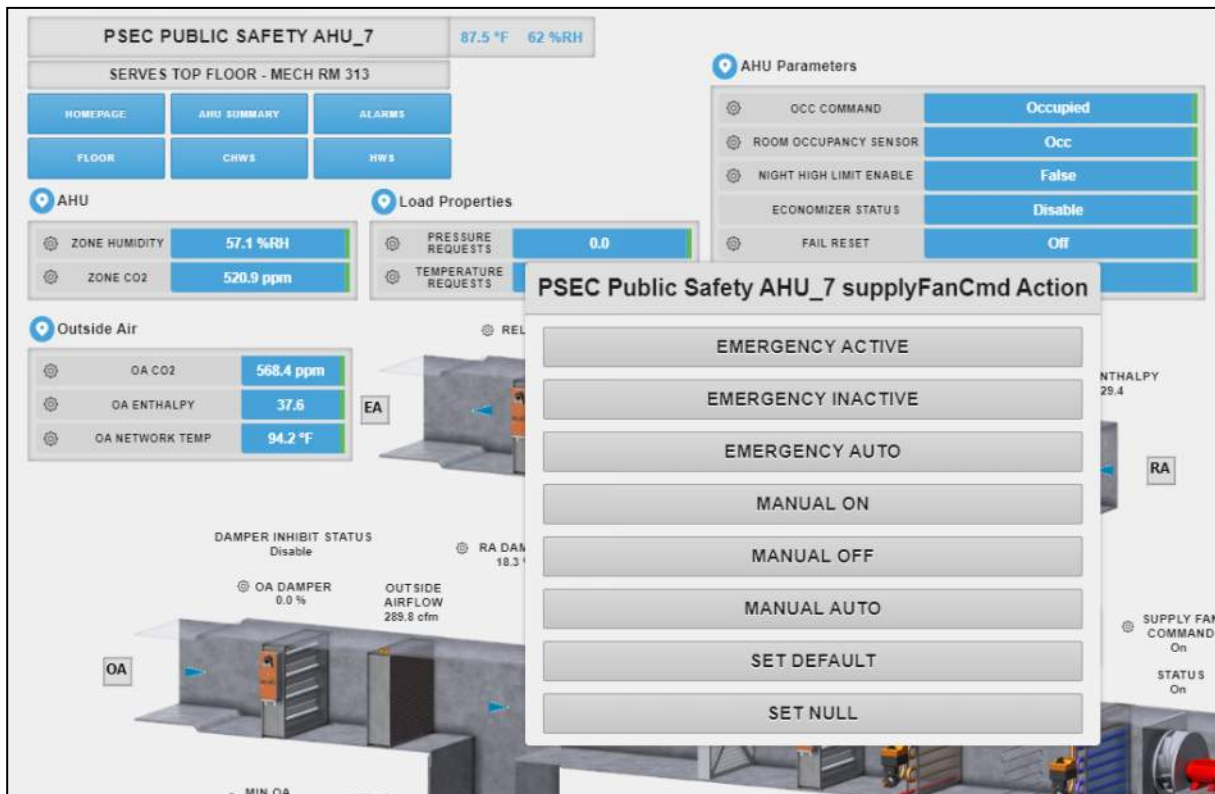 PSEC PUBLIC SAFETY AHU_7
87.5 °F 62 %RH
SERVES TOP FLOOR - MECH RM 313
HOMEPAGE
AHU SUMMARY
ALARMS
FLOOR
CHWS
HWS
AHU Parameters
OCC COMMAND Occupied
ROOM OCCUPANCY SENSOR Occ
NIGHT HIGH LIMIT ENABLE False
ECONOMIZER STATUS Disable
FAIL RESET Off
AHU
ZONE HUMIDITY 57.1 %RH
ZONE CO2 520.9 ppm
Load Properties
PRESSURE
REQUESTS
0.0
TEMPERATURE
REQUESTS
Outside Air
OA CO2 568.4 ppm
OA ENTHALPY 37.6
OA NETWORK TEMP 94.2 °F
PSEC Public Safety AHU_7 supplyFanCmd Action
EMERGENCY ACTIVE
EMERGENCY INACTIVE
EMERGENCY AUTO
MANUAL ON
MANUAL OFF
MANUAL AUTO
SET DEFAULT
SET NULL
REL
EA
NTHALPY
29.4
RA
DAMPER INHIBIT STATUS
Disable
RA DAM
18.3
OA DAMPER
0.0 %
OUTSIDE
AIRFLOW
289.8 cfm
OA
SUPPLY FAN
COMMAND
On
STATUS
On
MIN OA